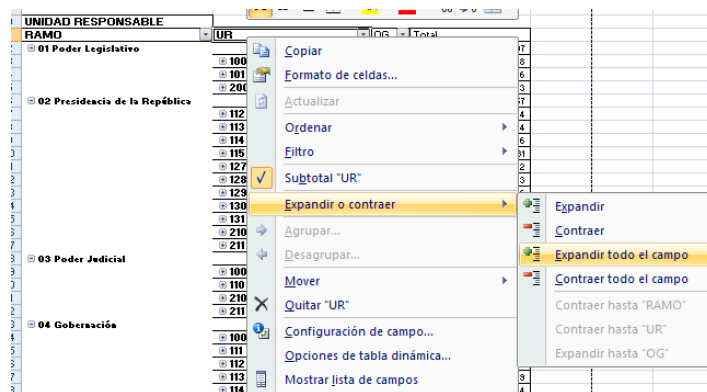 UNIDAD RESPONSABLE
RAMO UR OG Total
01 Poder Legislativo
100
101
200
02 Presidencia de la República
112
113
114
115
127
128
129
130
131
210
211
03 Poder Judicial
100
110
210
211
04 Gobernación
100
111
112
113
114
Copiar
Formato de celdas...
Actualizar
Ordenar
Filtro
Subtotal "UR"
Expandir o contraer
Agrupar...
Desagrupar...
Mover
Quitar "UR"
Configuración de campo...
Opciones de tabla dinámica...
Mostrar lista de campos
Expandir
Contraer
Expandir todo el campo
Contraer todo el campo
Contraer hasta "RAMO"
Contraer hasta "UR"
Expandir hasta "OG"